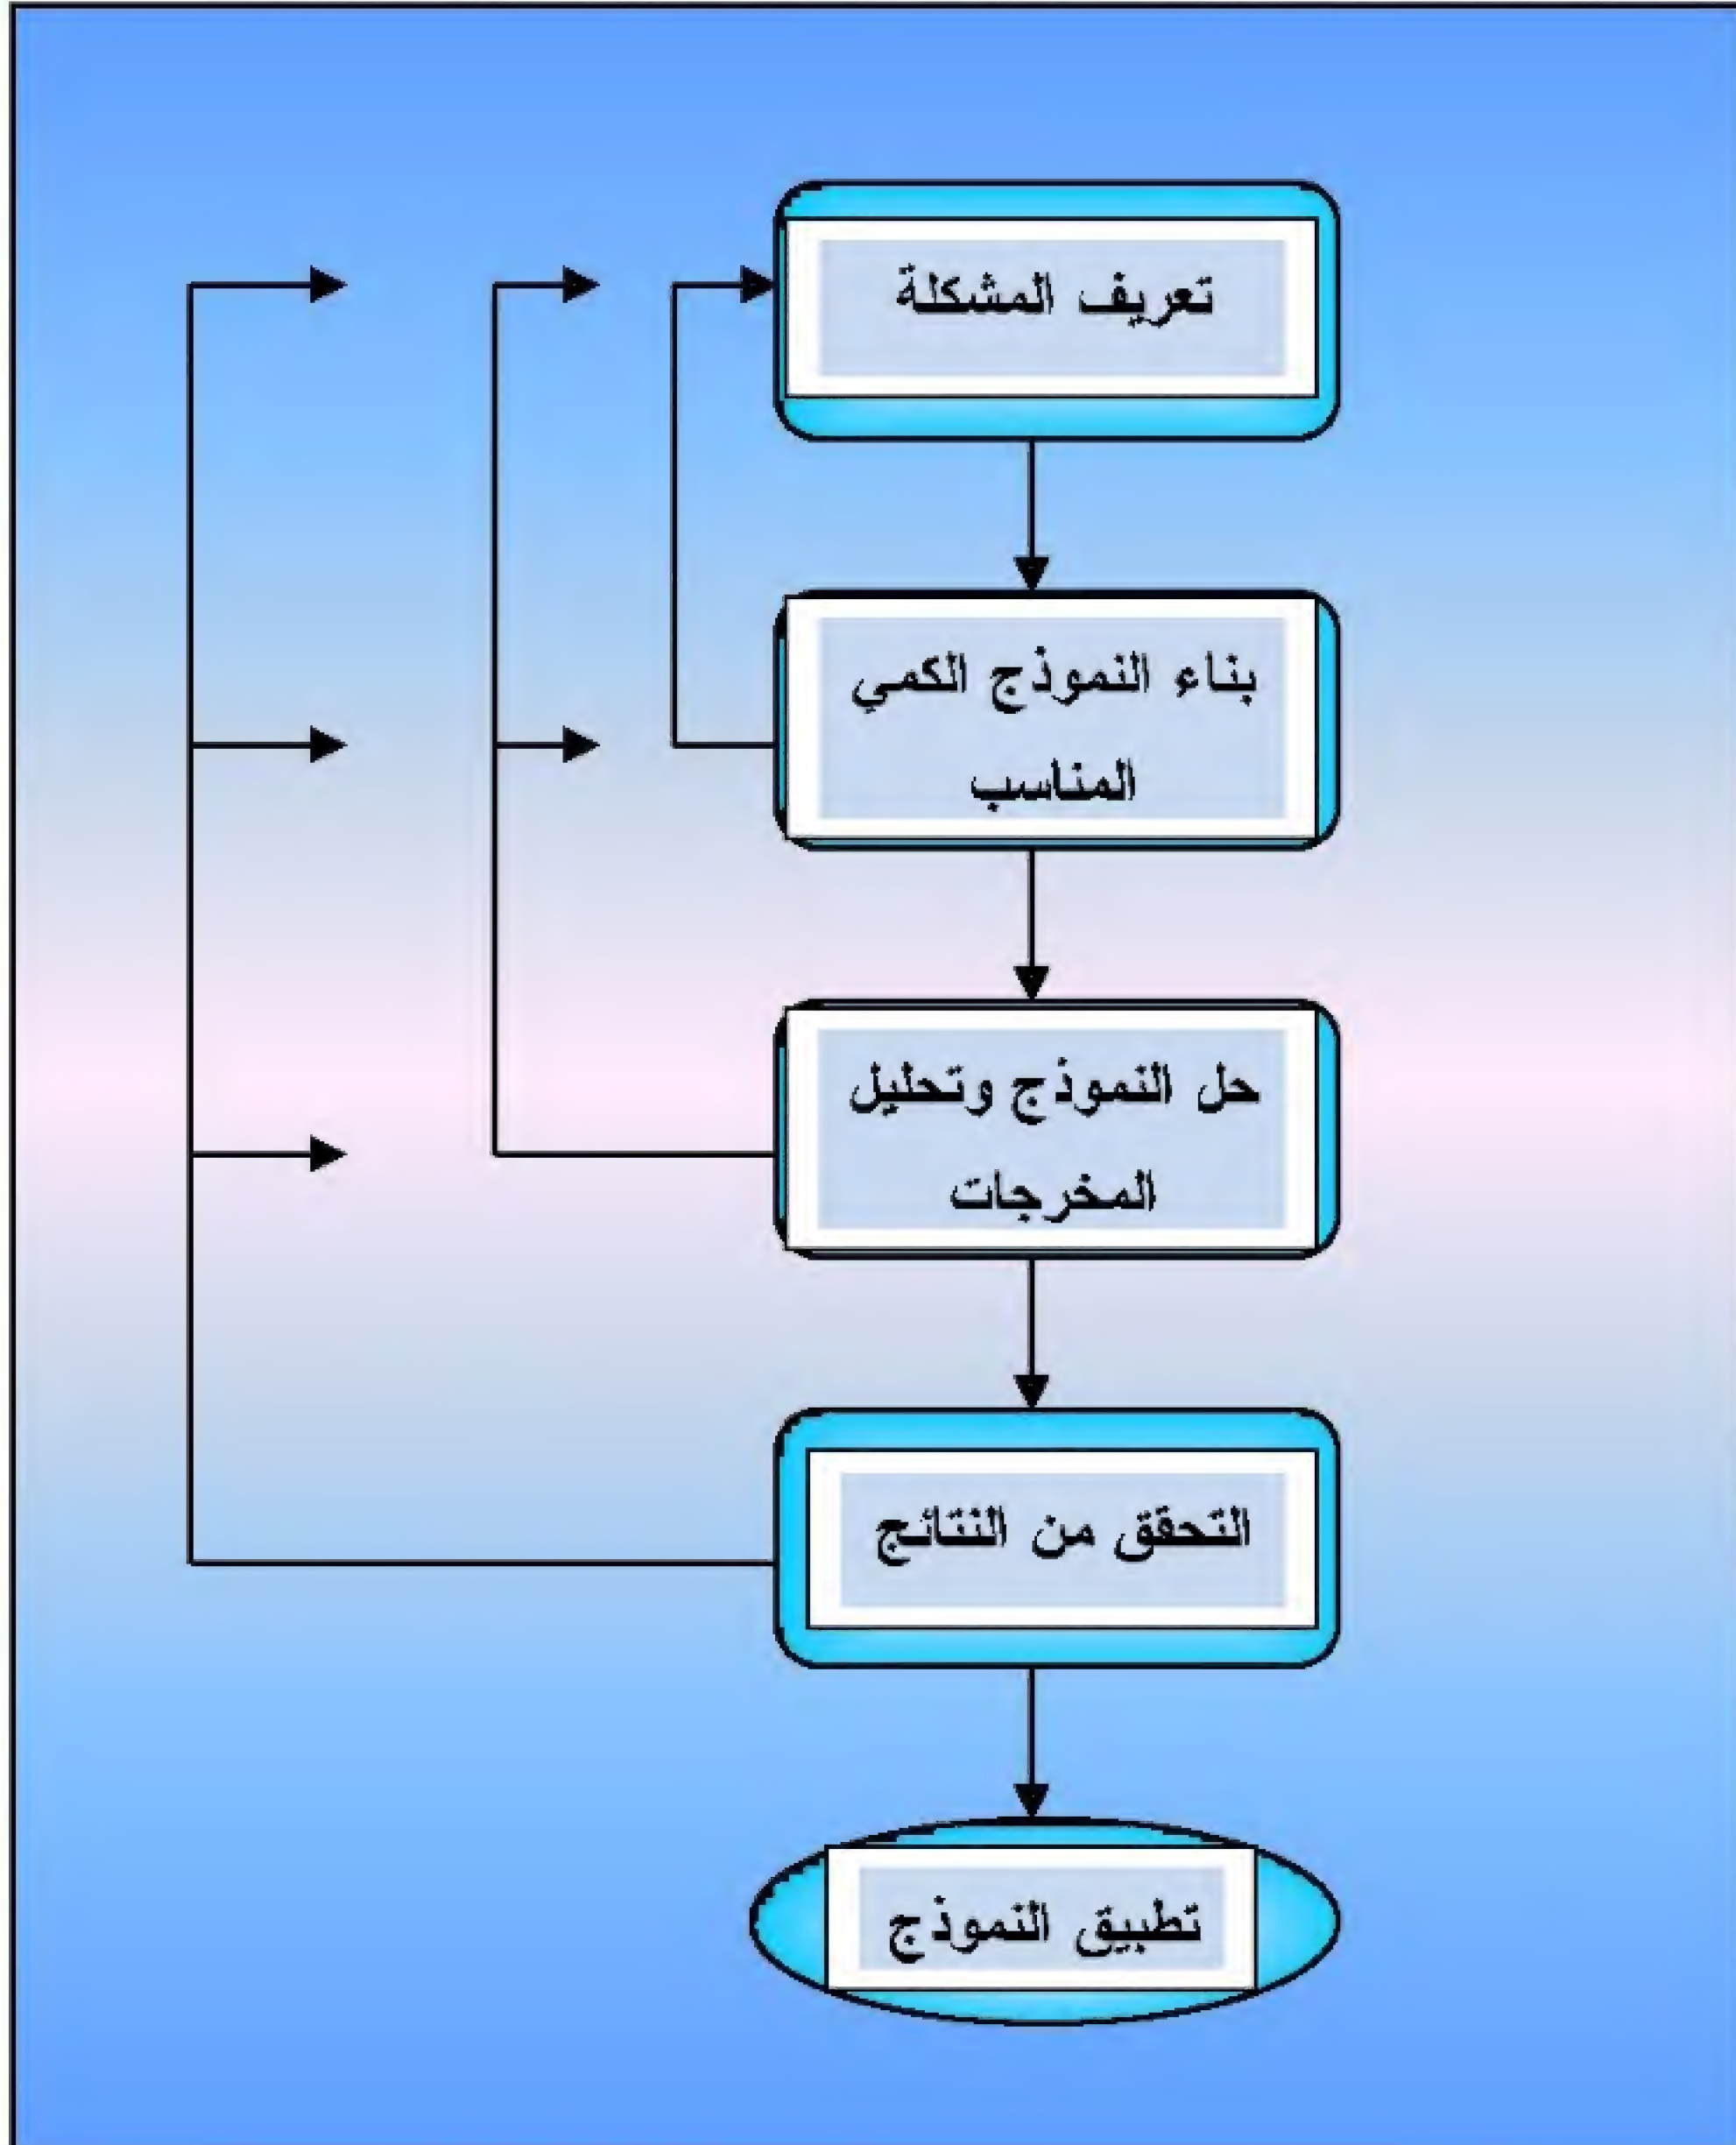 تعريف المشكلة
بناء النموذج الكمي
المناسب
حل النموذج وتحليل
المخرجات
التحقق من النتائج
تطبيق النموذج